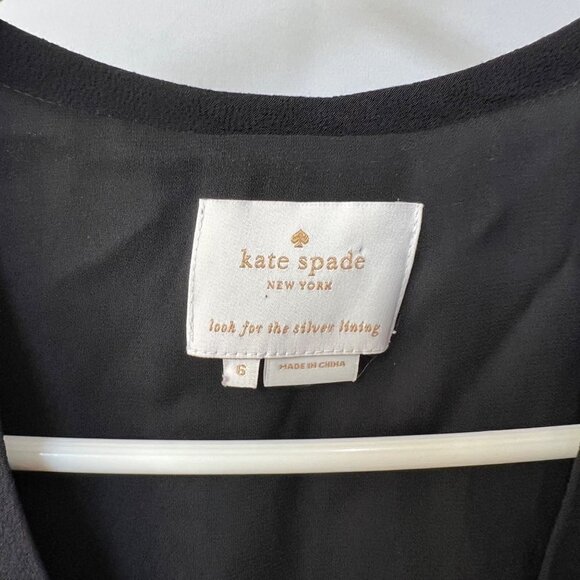 kate spade
NEW YORK
look for the silver lining
6
MADE IN CHINA